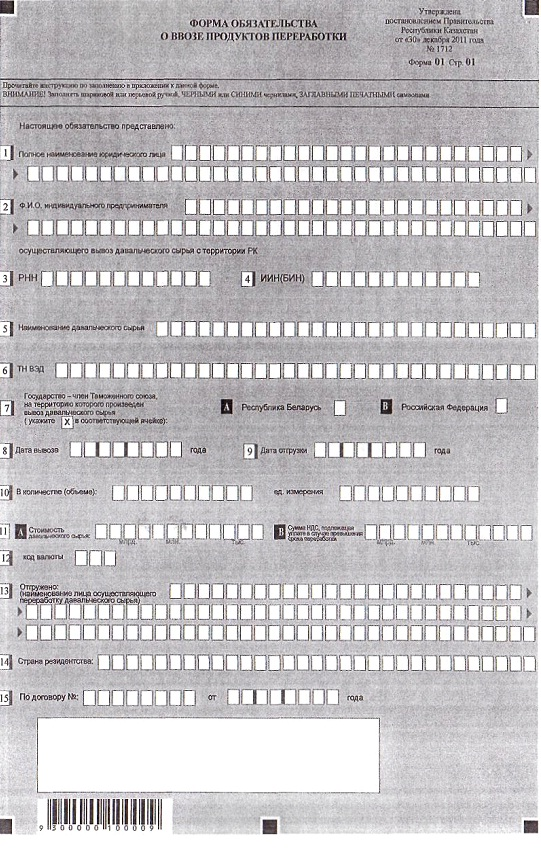 ФОРМА ОБЯЗАТЕЛЬСТВА
О ВВОЗЕ ПРОДУКТОВ ПЕРЕРАБОТКИ
Утверждена
постановлением Правительства
Республики Казахстан
от «30» декабря 2011 года
№ 1712
Форма 01 Стр. 01
Прочитайте инструкцию по заполнению в приложении к данной форме.
ВНИМАНИЕ! Заполнять шариковой или перьевой ручкой, ЧЕРНЫМИ или СИНИМИ чернилами, ЗАГЛАВНЫМИ ПЕЧАТНЫМИ символами
Настоящее обязательство представлено:
1 Полное наименование юридического лица
2 Ф.И.О. индивидуального предпринимателя
осуществляющего вывоз давальческого сырья с территории РК
3 РНН 4 ИИН(БИН)
5 Наименование давальческого сырья
6 ТН ВЭД
7 Государство – член Таможенного союза,
на территорию которого произведен
вывоз давальческого сырья
( укажите X в соответствующей ячейке):
A Республика Беларусь B Российская Федерация
8 Дата вывоза года 9 Дата отгрузки года
10 В количестве (объеме): ед. измерения
11 A Стоимость
давальческого сырья:
млрд. млн. тыс.
B Сумма НДС, подлежащая
уплате в случае превышения
срока переработки
млрд. млн. тыс.
12 код валюты
13 Отгружено:
(наименование лица осуществляющего
переработку давальческого сырья)
14 Страна резидентства:
15 По договору №: от года
9 300000 100009